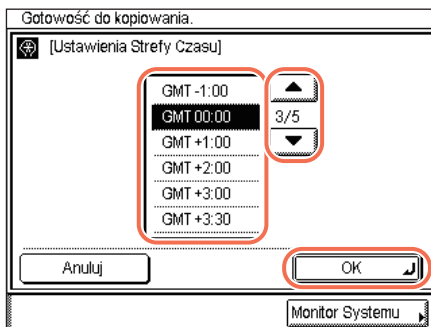 Gotowość do kopiowania.
[Ustawienia Strefy Czasu]
GMT -1:00
GMT 00:00
3/5
GMT +1:00
GMT +2:00
GMT +3:00
GMT +3:30
Anuluj
OK
Monitor Systemu